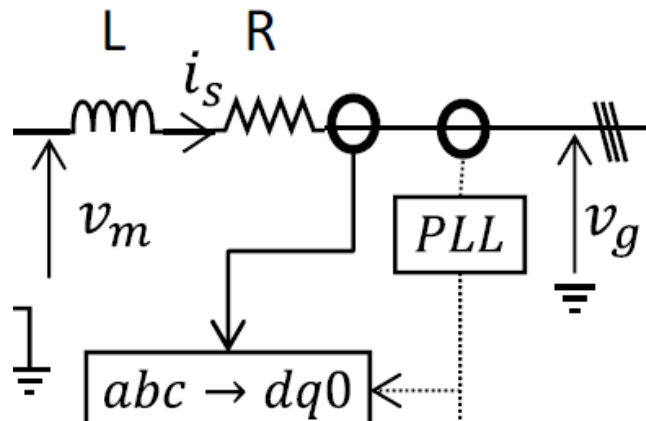 L R
i_s
v_m
PLL
v_g
abc → dq0